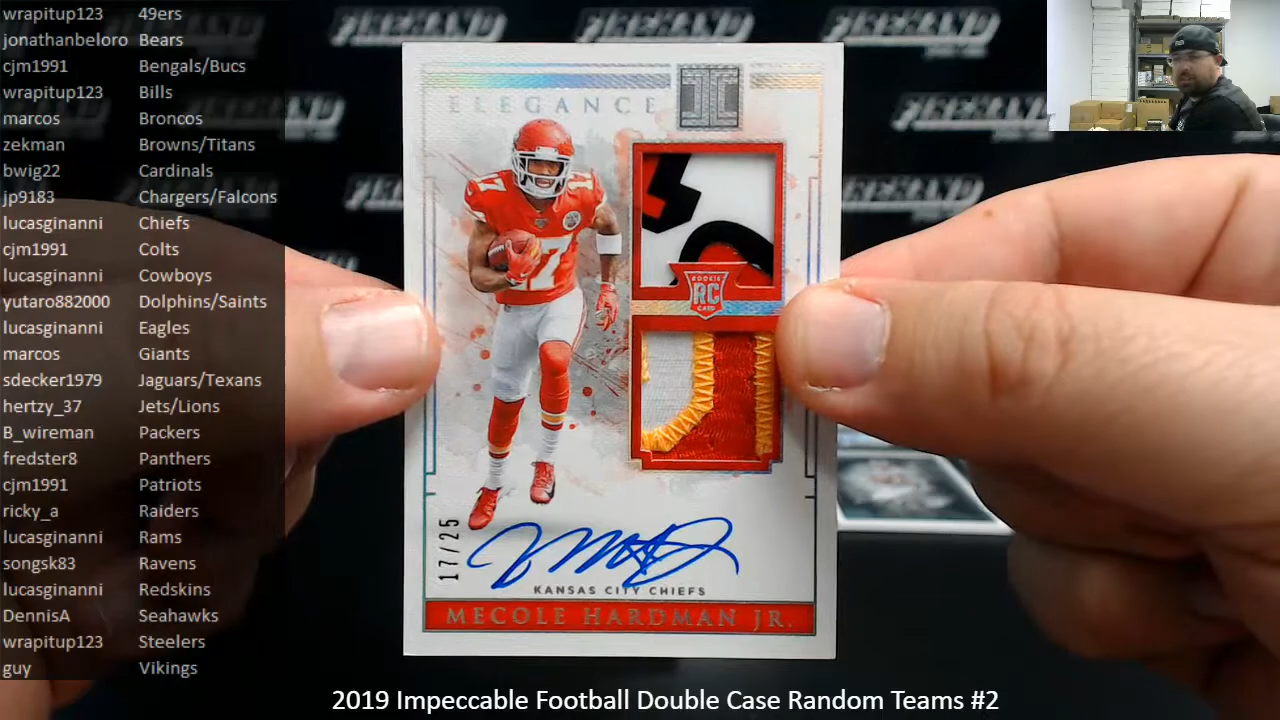 wrapitup123 49ers
jonathanbeloro Bears
cjm1991 Bengals/Bucs
wrapitup123 Bills
marcos Broncos
zekman Browns/Titans
bwig22 Cardinals
jp9183 Chargers/Falcons
lucasginanni Chiefs
cjm1991 Colts
lucasginanni Cowboys
yutaro882000 Dolphins/Saints
lucasginanni Eagles
marcos Giants
sdecker1979 Jaguars/Texans
hertzy_37 Jets/Lions
B_wireman Packers
fredster8 Panthers
cjm1991 Patriots
ricky_a Raiders
lucasginanni Rams
songsk83 Ravens
lucasginanni Redskins
DennisA Seahawks
wrapitup123 Steelers
guy Vikings
ELEGANCE
17
17
ROOKIE
RC
CARD
17/25
KANSAS CITY CHIEFS
MECOLE HARDMAN JR.
2019 Impeccable Football Double Case Random Teams #2